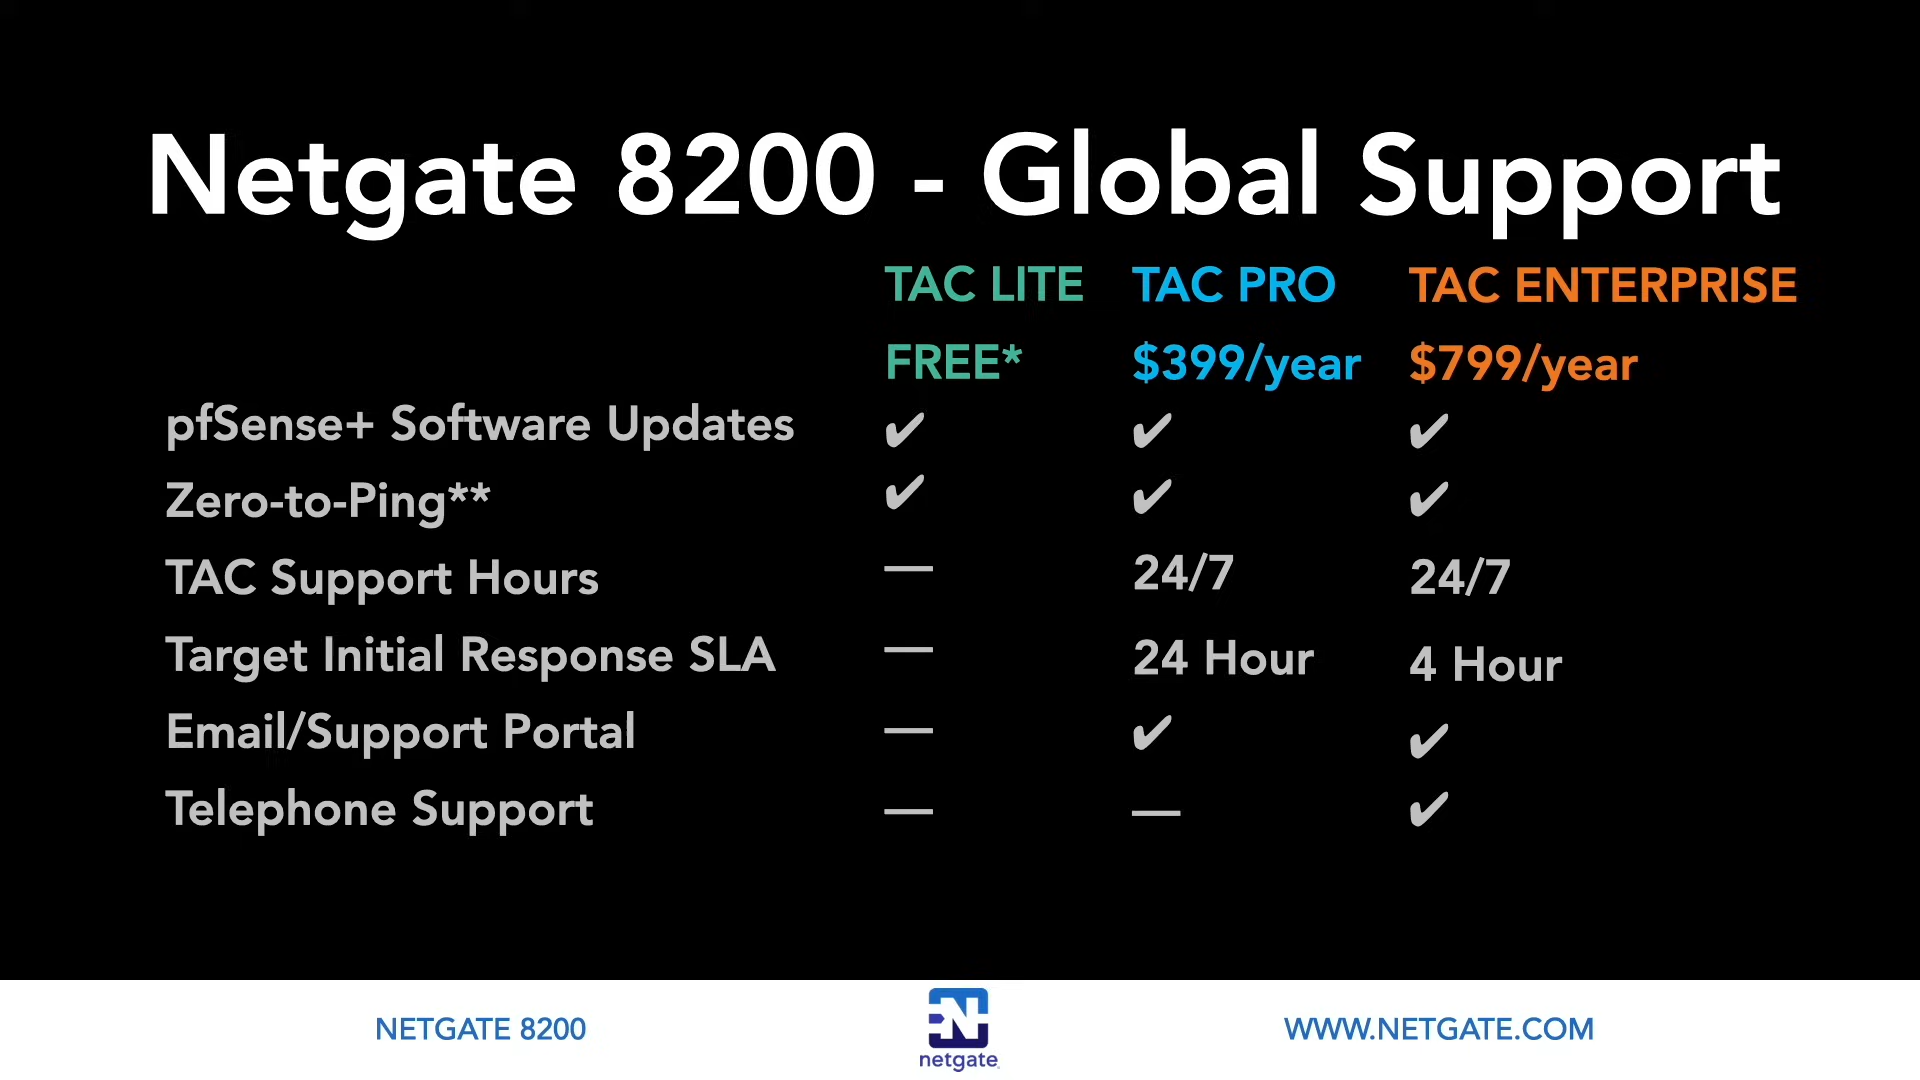 Netgate 8200 - Global Support
TAC LITE TAC PRO TAC ENTERPRISE
FREE* $399/year $799/year
pfSense+ Software Updates ✔ ✔ ✔
Zero-to-Ping** ✔ ✔ ✔
TAC Support Hours — 24/7 24/7
Target Initial Response SLA — 24 Hour 4 Hour
Email/Support Portal — ✔ ✔
Telephone Support — — ✔
NETGATE 8200
netgate
WWW.NETGATE.COM